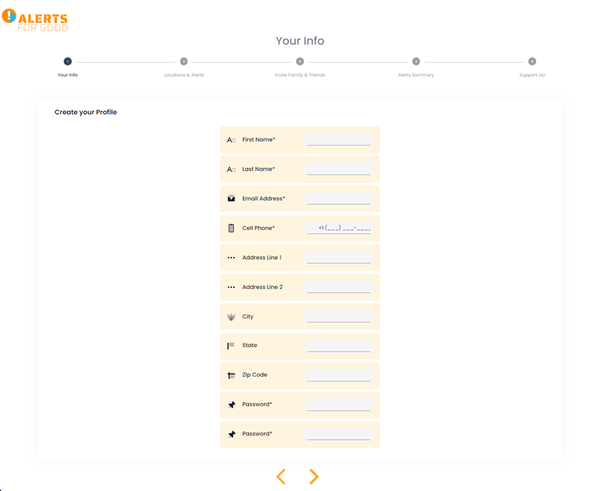 ALERTS
FOR GOOD
Your Info
1 2 3 4 5
Your Info Locations & Alerts Invite Family & Friends Alerts Summary Support Us!
Create your Profile
First Name*
Last Name*
Email Address*
Cell Phone* +1 (___) ___-____
Address Line 1
Address Line 2
City
State
Zip Code
Password*
Password*